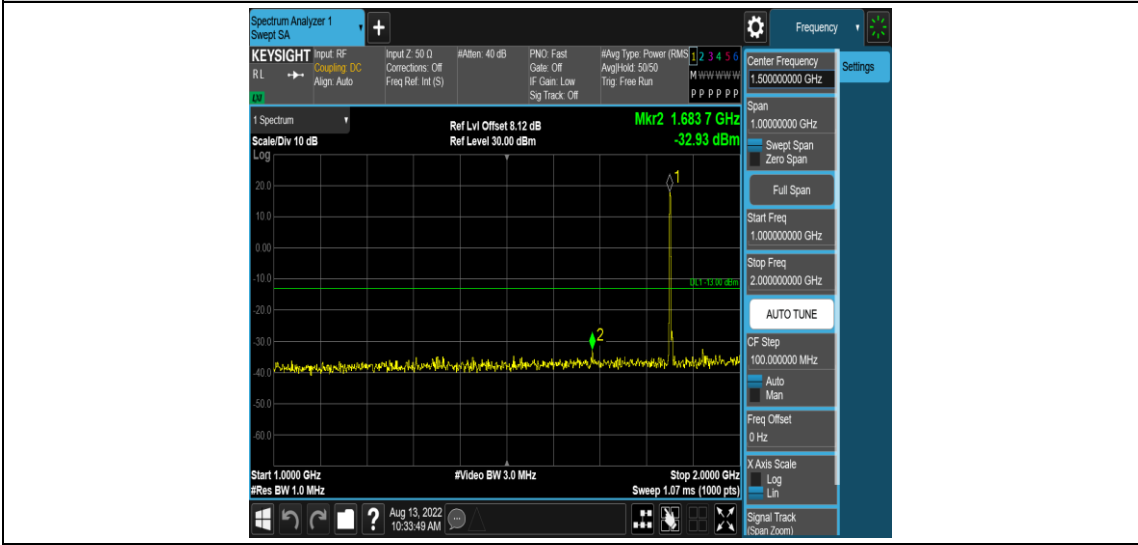 Spectrum Analyzer 1
Swept SA
+
Frequency
KEYSIGHT
RL
LM
Input: RF
Coupling: DC
Align: Auto
Input Z: 50 Ω
Corrections: Off
Freq Ref: Int (S)
#Atten: 40 dB
PNO: Fast
Gate: Off
IF Gain: Low
Sig Track: Off
#Avg Type: Power (RMS
Avg|Hold: 50/50
Trig: Free Run
1 2 3 4 5 6
M W W W W W
P P P P P P
1 Spectrum
Scale/Div 10 dB
Log
Ref Lvl Offset 8.12 dB
Ref Level 30.00 dBm
Mkr2 1.683 7 GHz
-32.93 dBm
1
20.0
10.0
0.00
-10.0
DL1 -13.00 dBm
-20.0
-30.0
2
-40.0
-50.0
-60.0
Start 1.0000 GHz
#Video BW 3.0 MHz
Stop 2.0000 GHz
#Res BW 1.0 MHz
Sweep 1.07 ms (1000 pts)
?
Aug 13, 2022
10:33:49 AM
Center Frequency
1.500000000 GHz
Settings
Span
1.00000000 GHz
Swept Span
Zero Span
Full Span
Start Freq
1.000000000 GHz
Stop Freq
2.000000000 GHz
AUTO TUNE
CF Step
100.000000 MHz
Auto
Man
Freq Offset
0 Hz
X Axis Scale
Log
Lin
Signal Track
(Span Zoom)